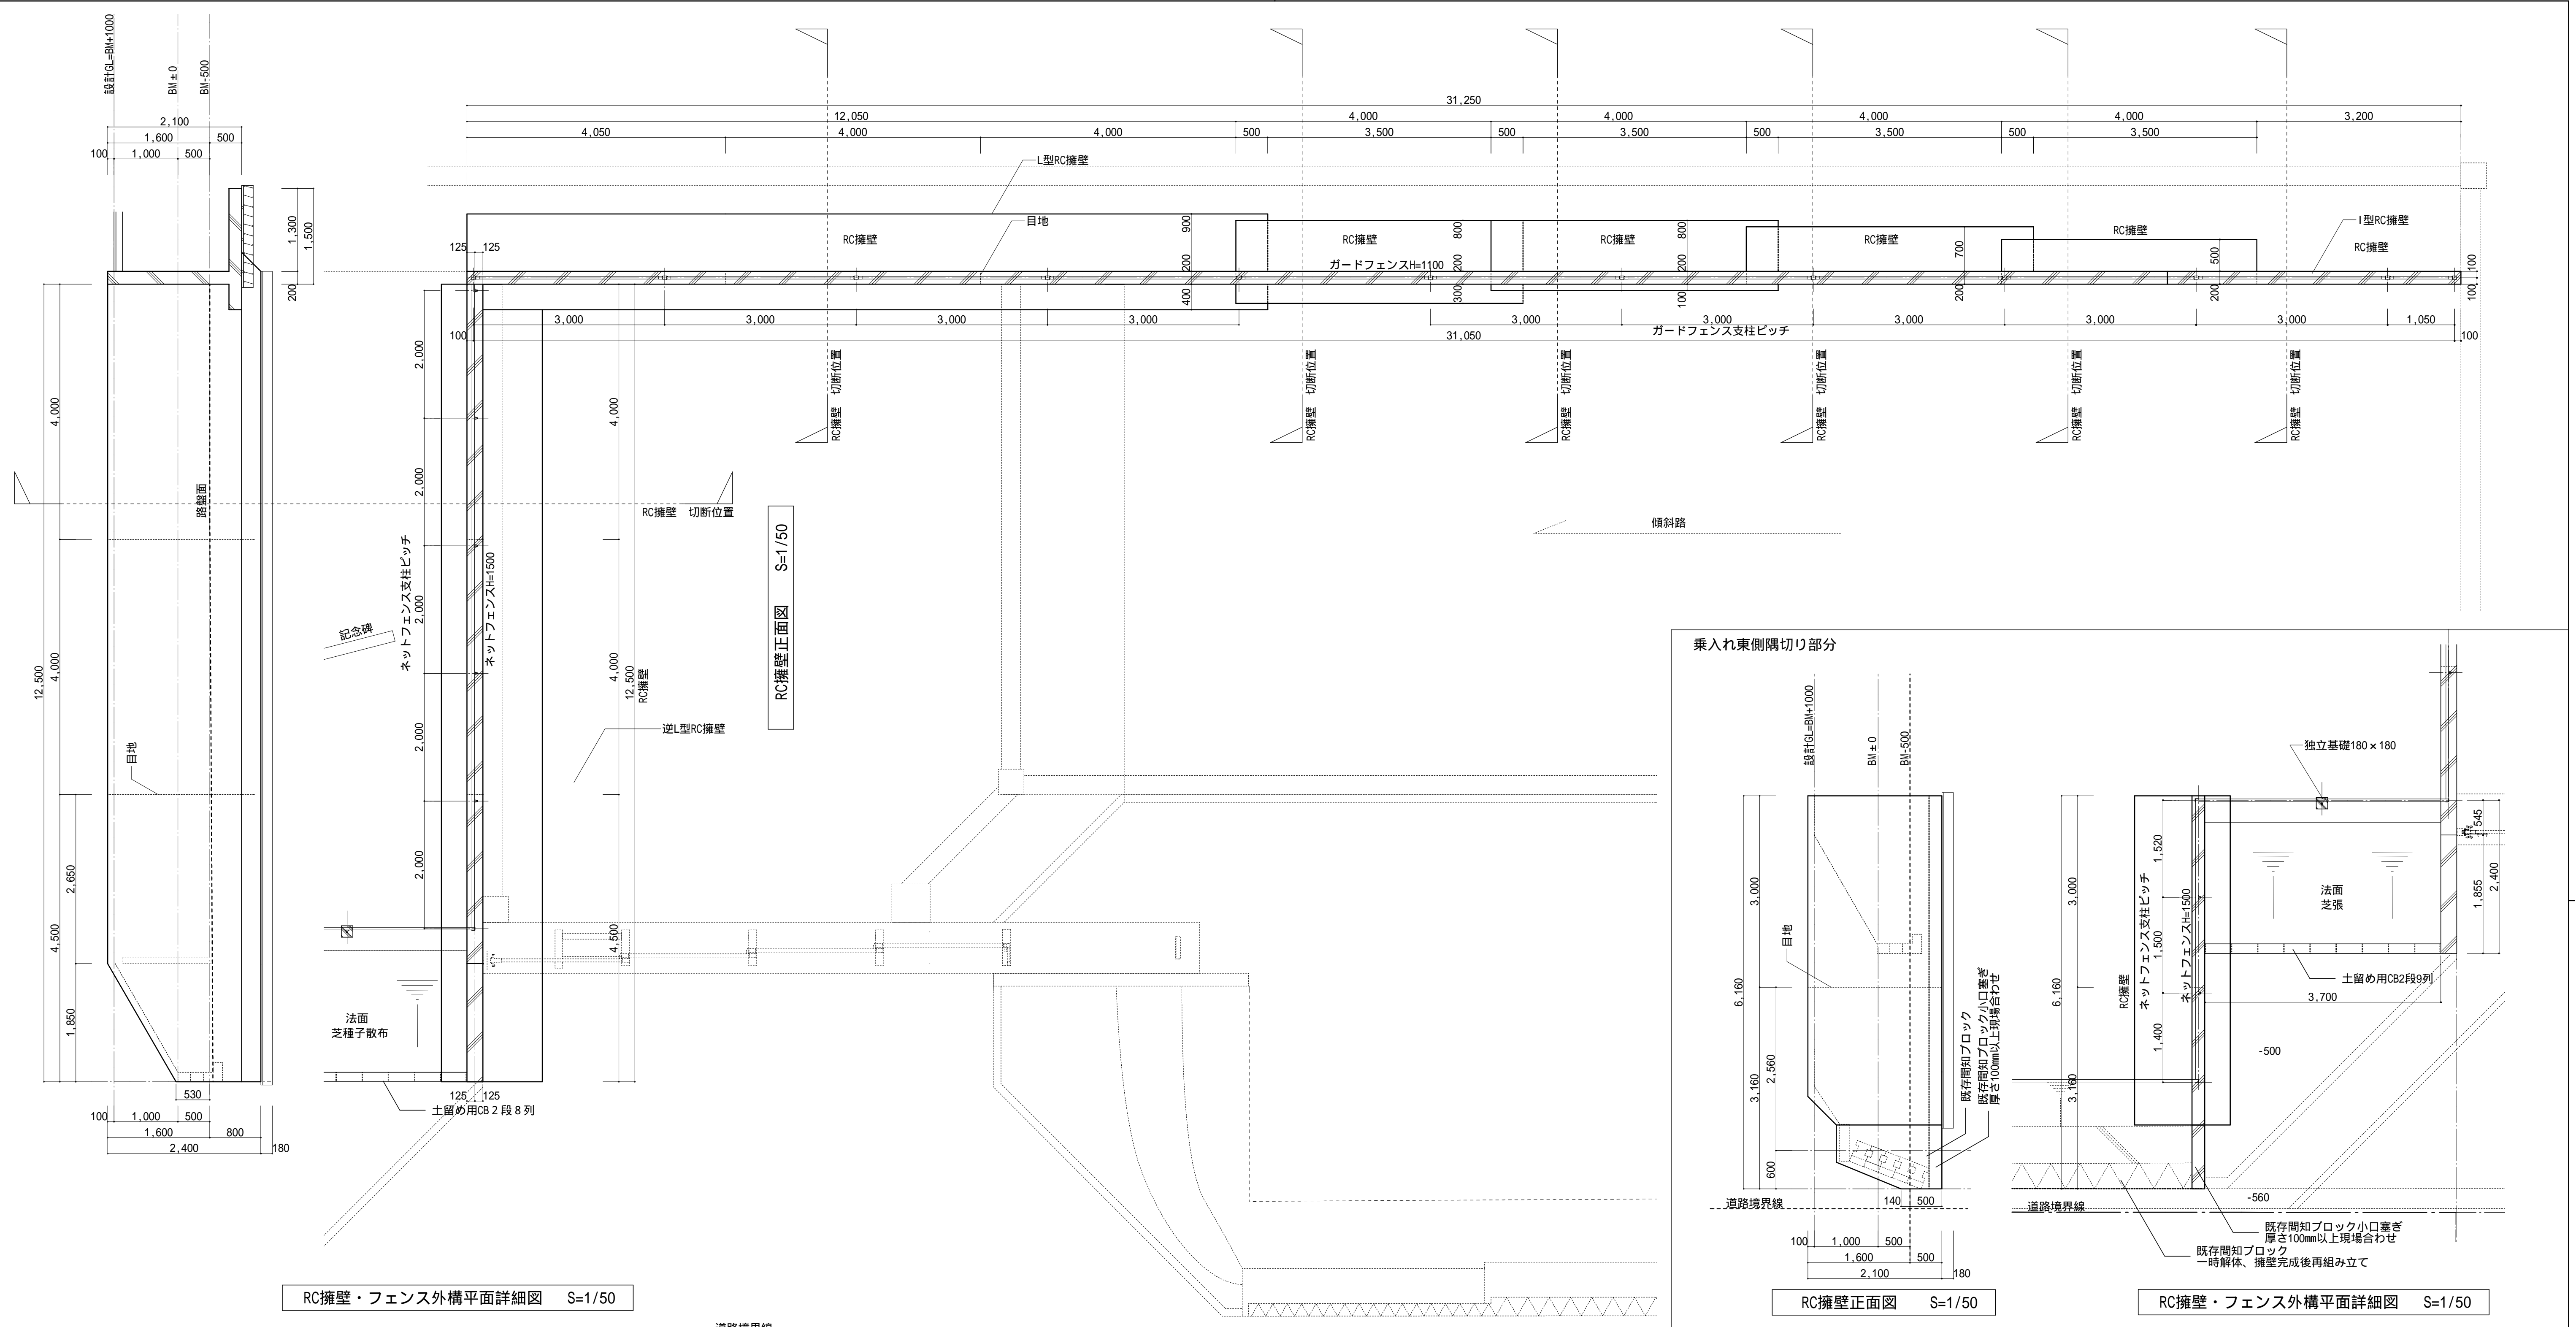 設計GL=BM+1000
BM±0
BM-500
2,100
1,600
500
100
1,000
500
1,300
1,500
200
4,000
12,500
4,000
路盤面
目地
2,650
4,500
1,850
530
100
1,000
500
1,600
800
2,400
180
31,250
12,050
4,000
4,000
4,000
4,000
3,200
4,050
4,000
4,000
500
3,500
500
3,500
500
3,500
500
3,500
L型RC擁壁
目地
I型RC擁壁
RC擁壁
RC擁壁
RC擁壁
RC擁壁
RC擁壁
RC擁壁
125
125
900
200
400
800
200
300
800
200
100
700
200
500
200
100
100
ガードフェンスH=1100
3,000
3,000
3,000
3,000
3,000
3,000
3,000
3,000
3,000
1,050
100
31,050
ガードフェンス支柱ピッチ
100
RC擁壁 切断位置
RC擁壁 切断位置
RC擁壁 切断位置
RC擁壁 切断位置
RC擁壁 切断位置
RC擁壁 切断位置
2,000
2,000
2,000
2,000
2,000
ネットフェンス支柱ピッチ
ネットフェンスH=1500
4,000
4,000
12,500
4,500
RC擁壁
RC擁壁 切断位置
RC擁壁正面図 S=1/50
傾斜路
記念碑
逆L型RC擁壁
法面
芝種子散布
125
125
土留め用CB2段8列
RC擁壁・フェンス外構平面詳細図 S=1/50
道路境界線
乗入れ東側隅切り部分
設計GL=BM+1000
BM±0
BM-500
3,000
6,160
3,160
2,560
600
目地
既存間知ブロック
既存間知ブロック小口塞ぎ
厚さ100mm以上現場合わせ
道路境界線
140
500
100
1,000
500
1,600
500
2,100
180
RC擁壁正面図 S=1/50
独立基礎180×180
545
1,855
2,400
3,000
6,160
3,160
1,520
1,500
1,400
RC擁壁
ネットフェンス支柱ピッチ
ネットフェンスH=1500
法面
芝張
土留め用CB2段9列
3,700
-500
-560
道路境界線
既存間知ブロック小口塞ぎ
厚さ100mm以上現場合わせ
既存間知ブロック
一時解体、擁壁完成後再組み立て
RC擁壁・フェンス外構平面詳細図 S=1/50